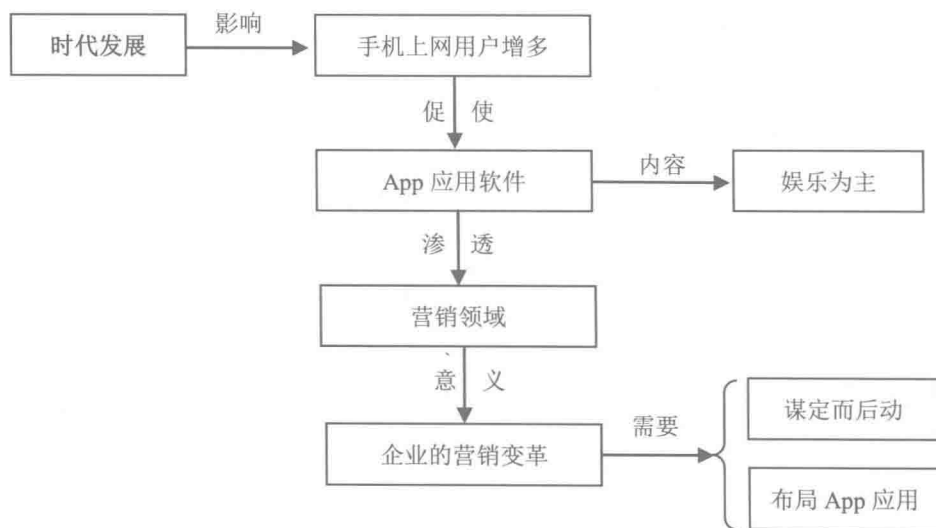 时代发展
影响
手机上网用户增多
促 使
App 应用软件
内容
娱乐为主
渗 透
营销领域
意 义
企业的营销变革
需要
谋定而后动
布局 App 应用